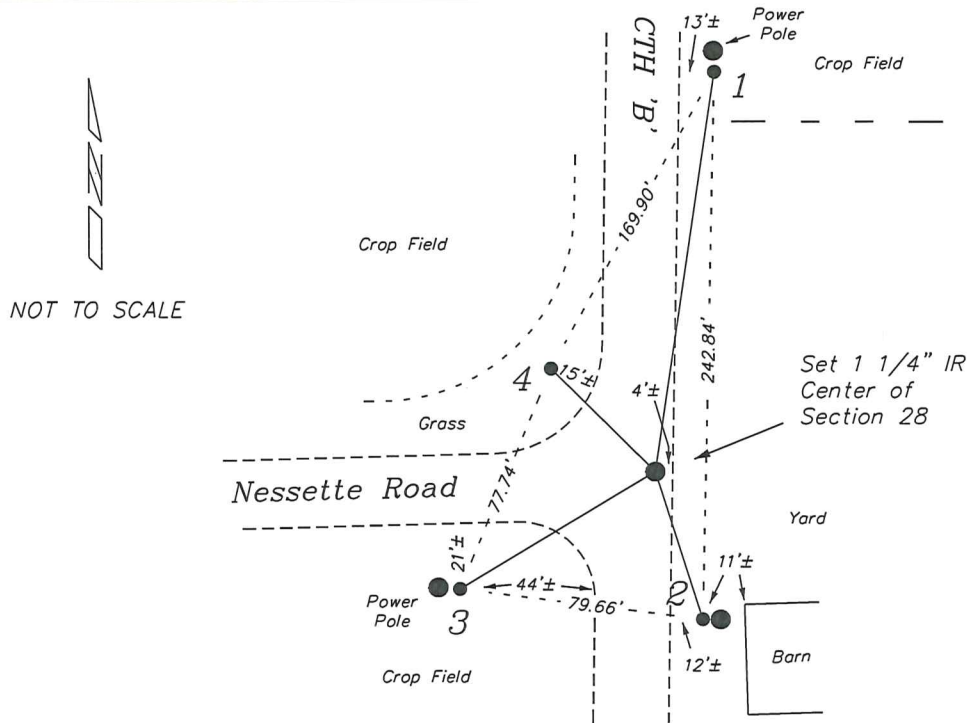 Power
Pole
13'±
CTH 'B'
Crop Field
1
169.90'
Crop Field
242.84'
NOT TO SCALE
Set 1 1/4" IR
Center of
Section 28
4
15'±
4'±
Grass
77.74'
Nessette Road
Yard
21'±
44'±
11'±
2
79.66'
Power
Pole
3
12'±
Barn
Crop Field